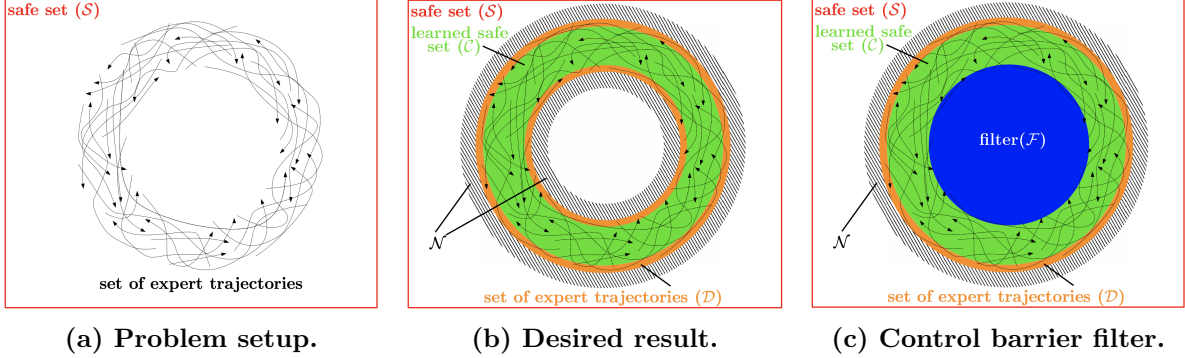 safe set (𝒮)
set of expert trajectories
(a) Problem setup.
safe set (𝒮)
learned safe
set (𝒞)
𝒩
set of expert trajectories (𝒟)
(b) Desired result.
safe set (𝒮)
learned safe
set (𝒞)
filter(ℱ)
𝒩
set of expert trajectories (𝒟)
(c) Control barrier filter.